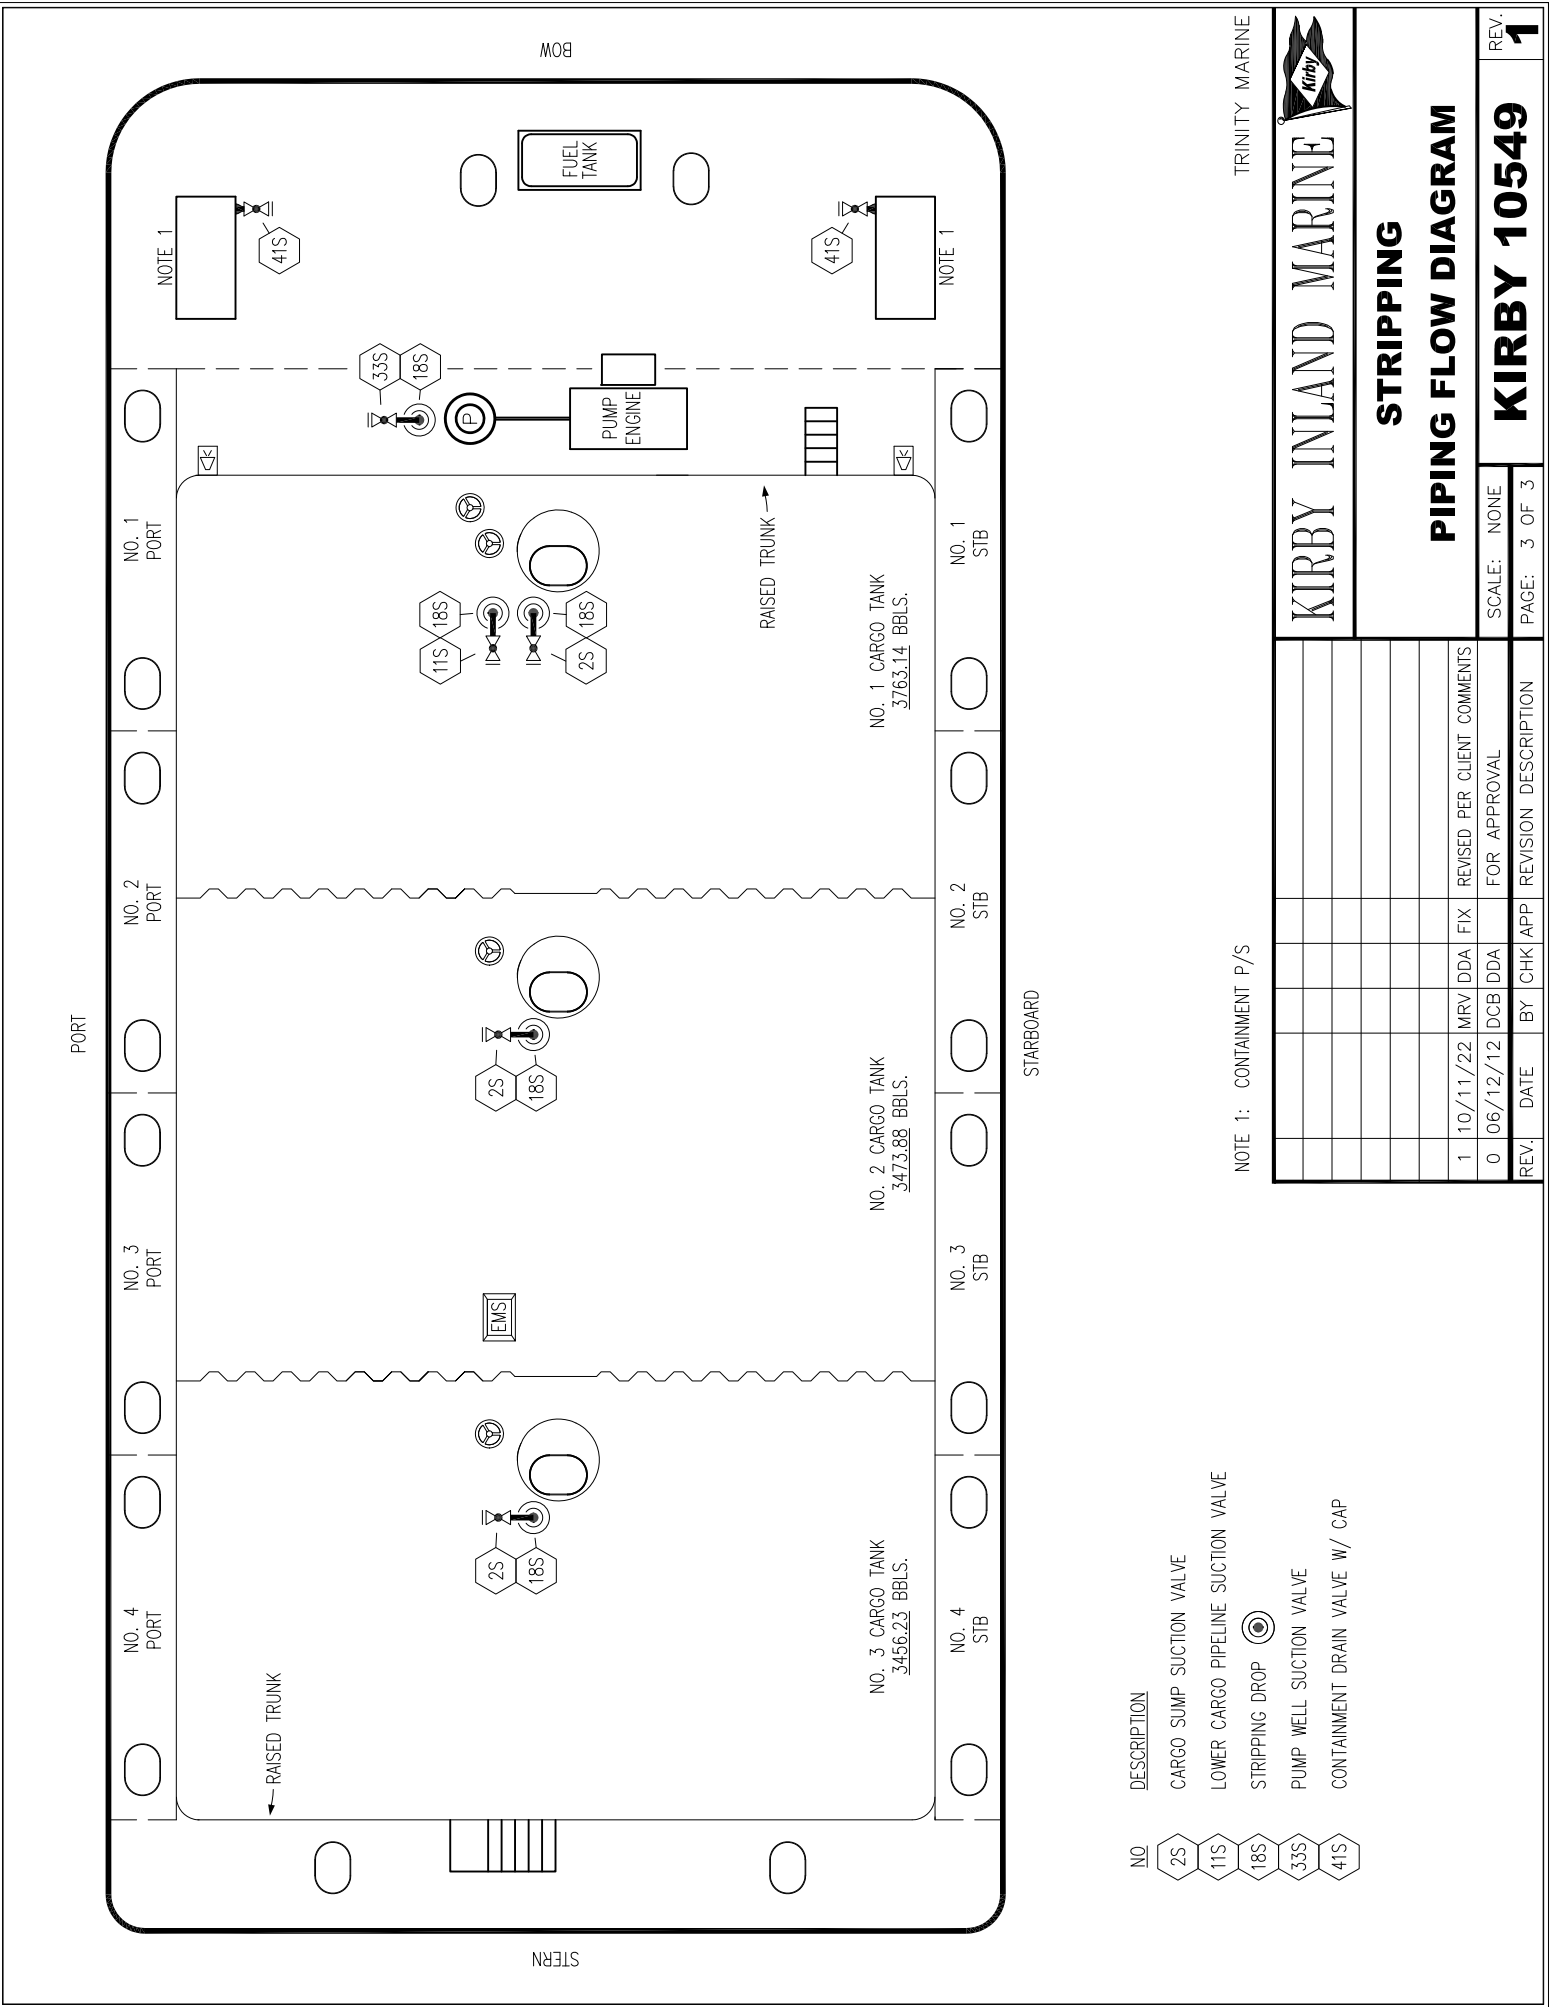 PORT
STERN
BOW
STARBOARD
NO. 4
PORT
NO. 3
PORT
NO. 2
PORT
NO. 1
PORT
RAISED TRUNK
2S
18S
EMS
2S
18S
11S
18S
2S
18S
33S
18S
P
PUMP
ENGINE
NOTE 1
41S
FUEL
TANK
41S
NOTE 1
RAISED TRUNK
NO. 3 CARGO TANK
3456.23 BBLS.
NO. 2 CARGO TANK
3473.88 BBLS.
NO. 1 CARGO TANK
3763.14 BBLS.
NO. 4
STB
NO. 3
STB
NO. 2
STB
NO. 1
STB
NO DESCRIPTION
2S CARGO SUMP SUCTION VALVE
11S LOWER CARGO PIPELINE SUCTION VALVE
18S STRIPPING DROP
33S PUMP WELL SUCTION VALVE
41S CONTAINMENT DRAIN VALVE W/ CAP
NOTE 1: CONTAINMENT P/S
TRINITY MARINE
1 10/11/22 MRV DDA FIX REVISED PER CLIENT COMMENTS
0 06/12/12 DCB DDA FOR APPROVAL
REV. DATE BY CHK APP REVISION DESCRIPTION
KIRBY INLAND MARINE
Kirby
STRIPPING
PIPING FLOW DIAGRAM
SCALE: NONE
PAGE: 3 OF 3
KIRBY 10549
REV.
1